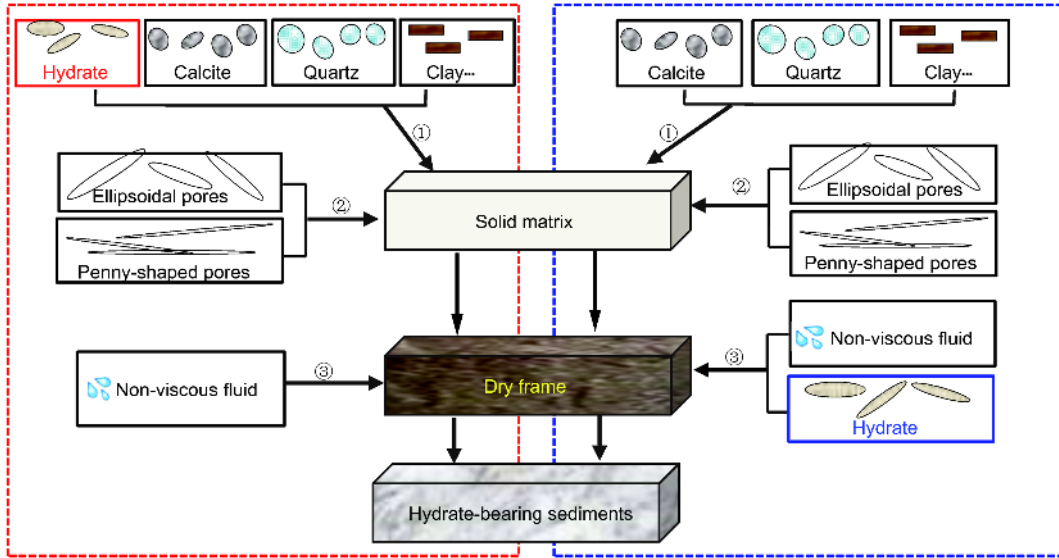 Hydrate
Calcite
Quartz
Clay···
Calcite
Quartz
Clay···
①
①
Ellipsoidal pores
②
Solid matrix
②
Ellipsoidal pores
Penny-shaped pores
Penny-shaped pores
Non-viscous fluid
③
Dry frame
③
Non-viscous fluid
Hydrate
Hydrate-bearing sediments